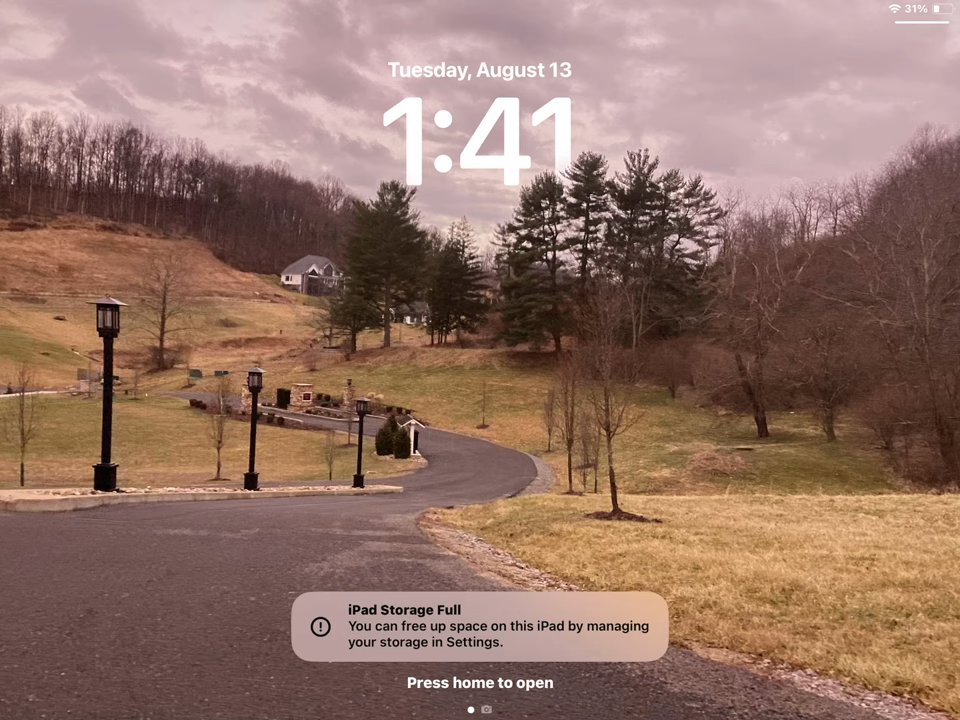 31%
Tuesday, August 13
1:41
iPad Storage Full
You can free up space on this iPad by managing
your storage in Settings.
Press home to open